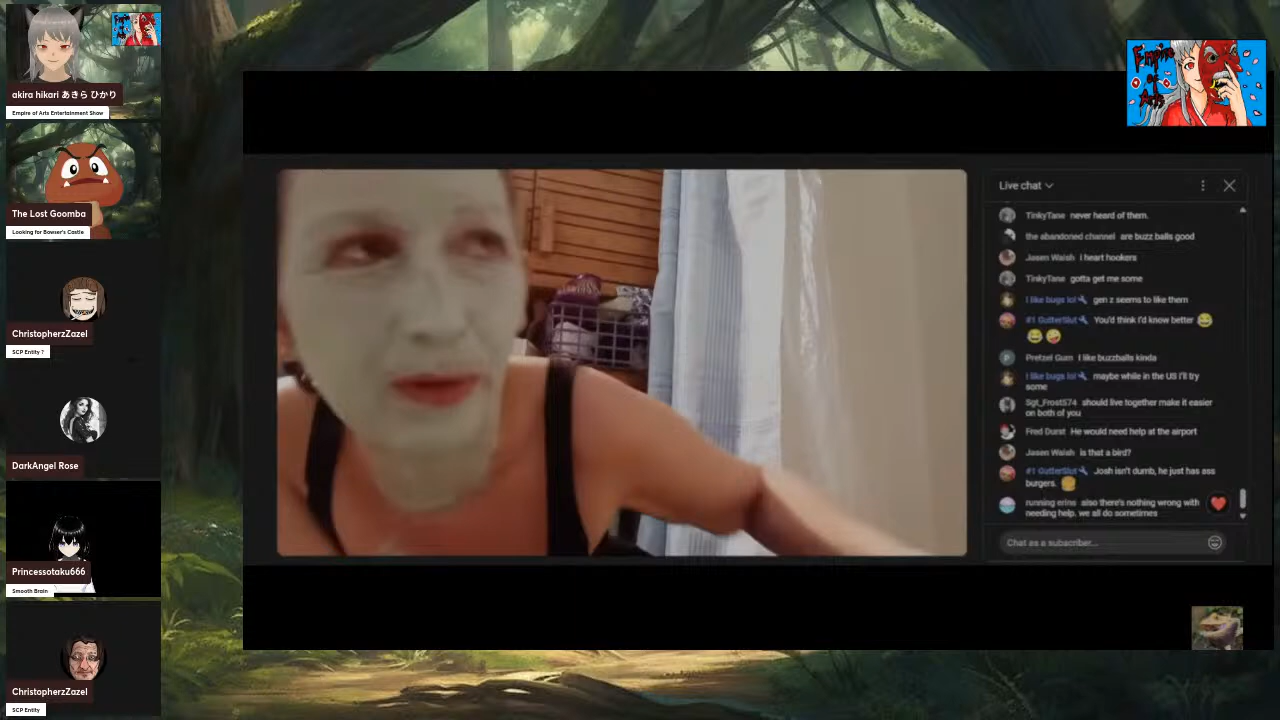 akira hikari あきら ひかり
Empire of Arts Entertainment Show
The Lost Goomba
Looking for Bowser's Castle
ChristopherzZazel
SCP Entity ?
DarkAngel Rose
Princessotaku666
Smooth Brain
ChristopherzZazel
SCP Entity
Empire
of
Arts
Live chat
TinkyTane never heard of them.
the abandoned channel are buzz balls good
Jasen Walsh i heart hookers
TinkyTane gotta get me some
I like bugs lol gen z seems to like them
#1 GutterSlut You'd think I'd know better
P
Pretzel Gum I like buzzballs kinda
I like bugs lol maybe while in the US I'll try
some
Sgt_Frost574 should live together make it easier
on both of you
Fred Durst He would need help at the airport
Jasen Walsh is that a bird?
#1 GutterSlut Josh isn't dumb, he just has ass
burgers.
running erins also there's nothing wrong with
needing help. we all do sometimes
Chat as a subscriber...